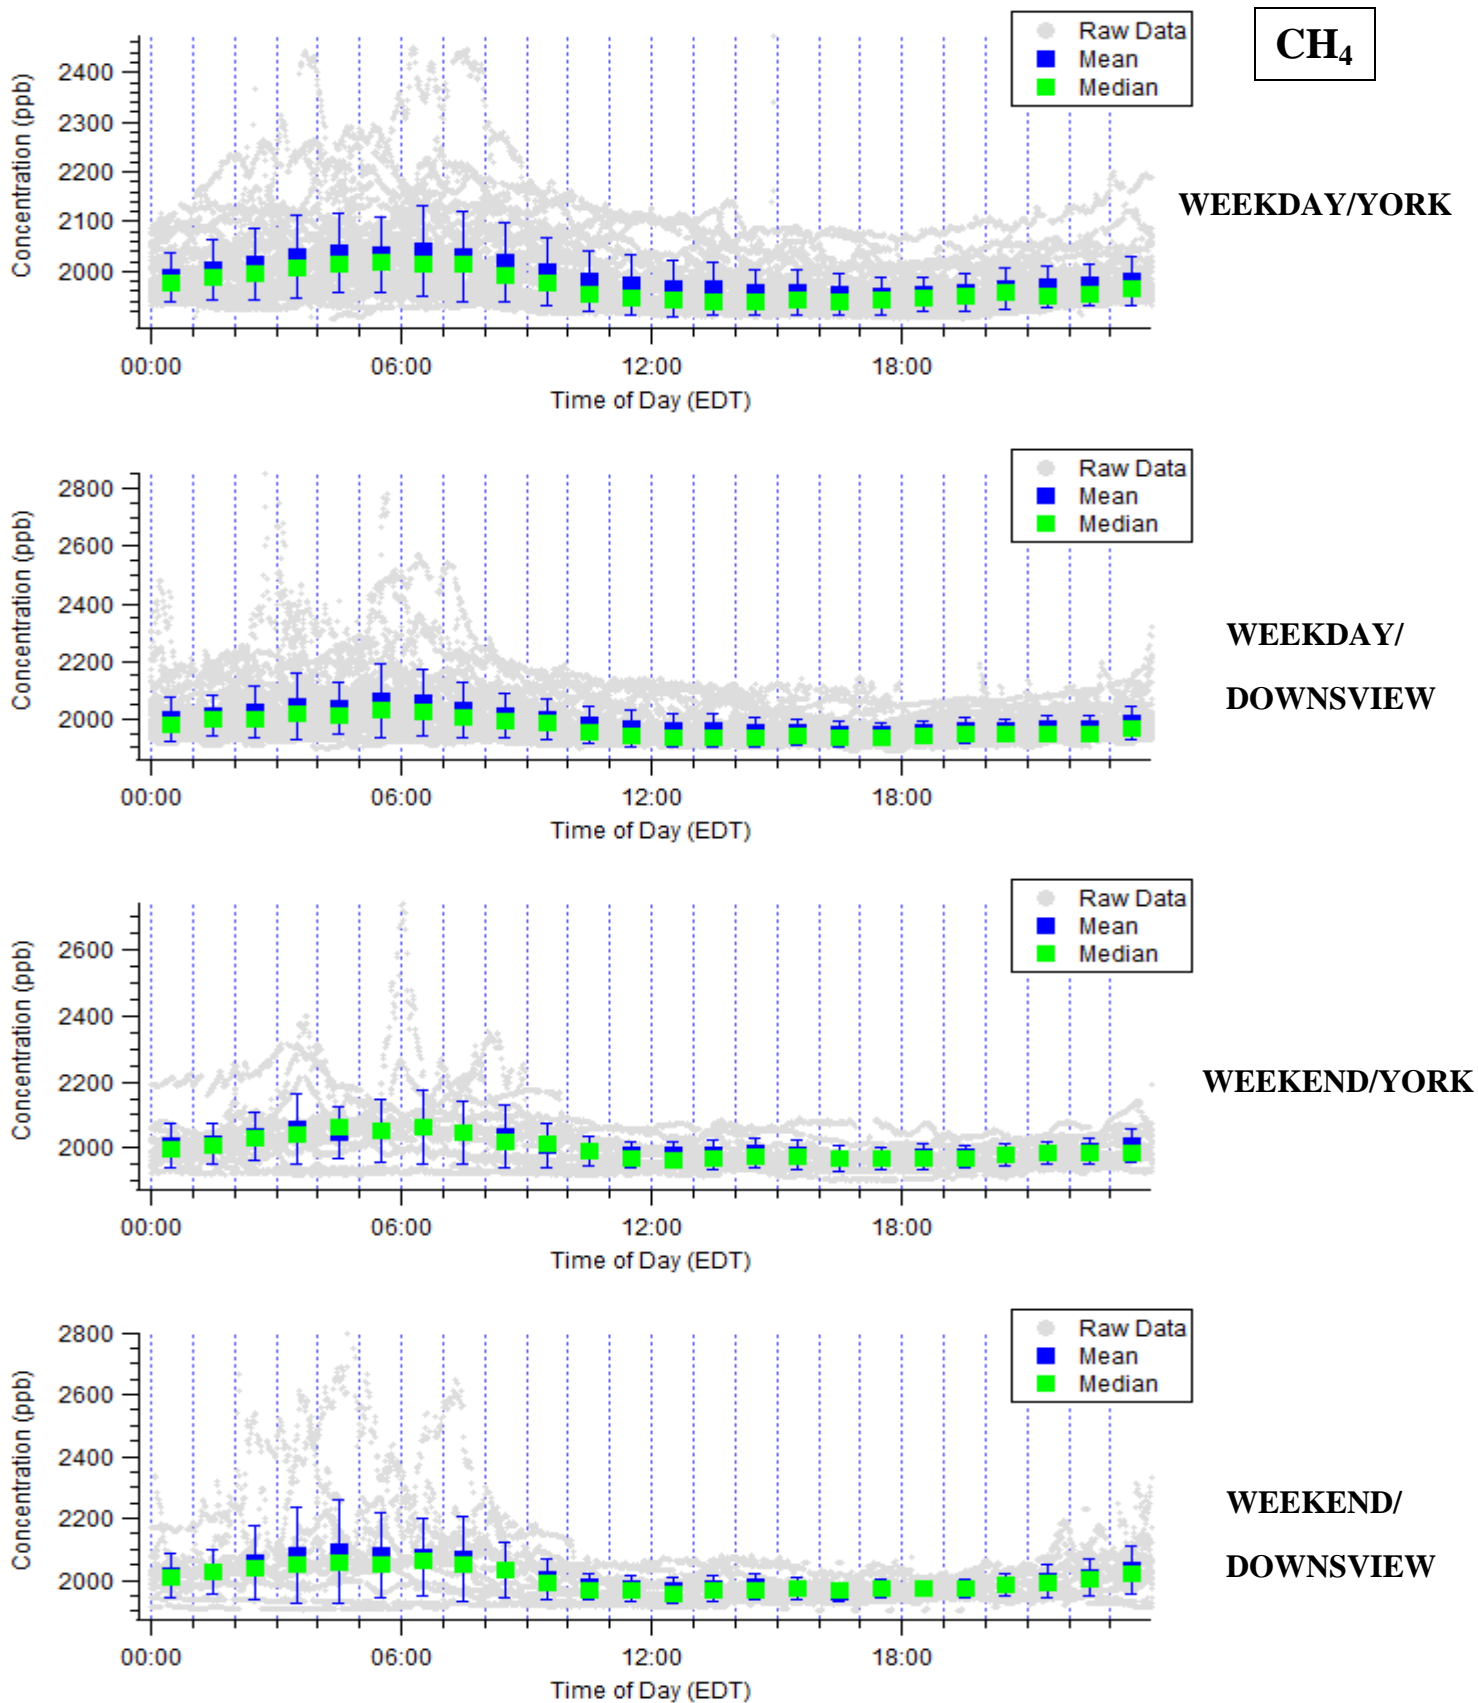 Raw Data
Mean
Median
CH₄
Concentration (ppb)
2400
2300
2200
2100
2000
WEEKDAY/YORK
00:00 06:00 12:00 18:00
Time of Day (EDT)
Raw Data
Mean
Median
Concentration (ppb)
2800
2600
2400
2200
2000
WEEKDAY/
DOWNSVIEW
00:00 06:00 12:00 18:00
Time of Day (EDT)
Raw Data
Mean
Median
Concentration (ppb)
2600
2400
2200
2000
WEEKEND/YORK
00:00 06:00 12:00 18:00
Time of Day (EDT)
Raw Data
Mean
Median
Concentration (ppb)
2800
2600
2400
2200
2000
WEEKEND/
DOWNSVIEW
00:00 06:00 12:00 18:00
Time of Day (EDT)